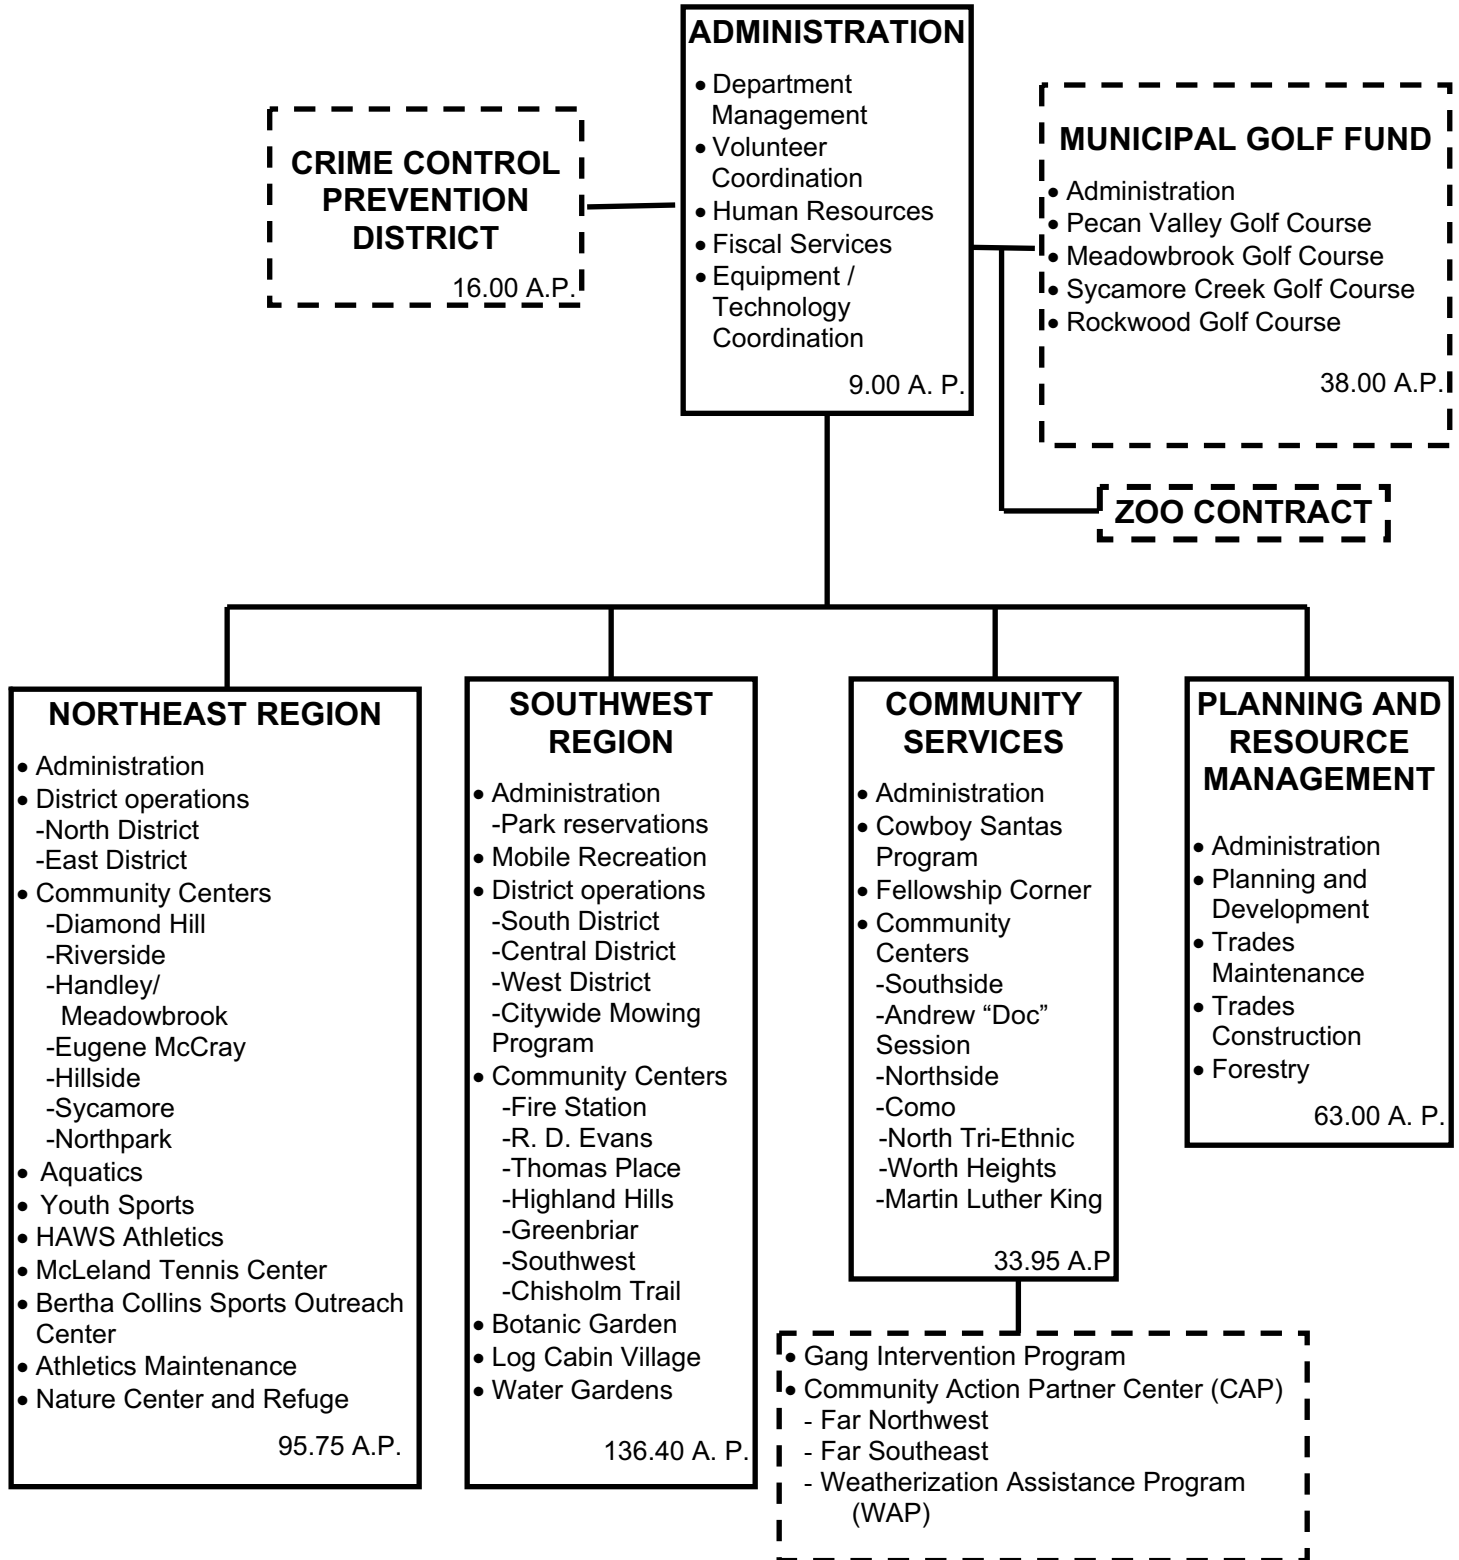 ADMINISTRATION
• Department
Management
• Volunteer
Coordination
• Human Resources
• Fiscal Services
• Equipment /
Technology
Coordination
9.00 A. P.
CRIME CONTROL
PREVENTION
DISTRICT
16.00 A.P.
MUNICIPAL GOLF FUND
• Administration
• Pecan Valley Golf Course
• Meadowbrook Golf Course
• Sycamore Creek Golf Course
• Rockwood Golf Course
38.00 A.P.
ZOO CONTRACT
NORTHEAST REGION
• Administration
• District operations
-North District
-East District
• Community Centers
-Diamond Hill
-Riverside
-Handley/
Meadowbrook
-Eugene McCray
-Hillside
-Sycamore
-Northpark
• Aquatics
• Youth Sports
• HAWS Athletics
• McLeland Tennis Center
• Bertha Collins Sports Outreach
Center
• Athletics Maintenance
• Nature Center and Refuge
95.75 A.P.
SOUTHWEST
REGION
• Administration
-Park reservations
• Mobile Recreation
• District operations
-South District
-Central District
-West District
-Citywide Mowing
Program
• Community Centers
-Fire Station
-R. D. Evans
-Thomas Place
-Highland Hills
-Greenbriar
-Southwest
-Chisholm Trail
• Botanic Garden
• Log Cabin Village
• Water Gardens
136.40 A. P.
COMMUNITY
SERVICES
• Administration
• Cowboy Santas
Program
• Fellowship Corner
• Community
Centers
-Southside
-Andrew “Doc”
Session
-Northside
-Como
-North Tri-Ethnic
-Worth Heights
-Martin Luther King
33.95 A.P
PLANNING AND
RESOURCE
MANAGEMENT
• Administration
• Planning and
Development
• Trades
Maintenance
• Trades
Construction
• Forestry
63.00 A. P.
• Gang Intervention Program
• Community Action Partner Center (CAP)
- Far Northwest
- Far Southeast
- Weatherization Assistance Program
(WAP)